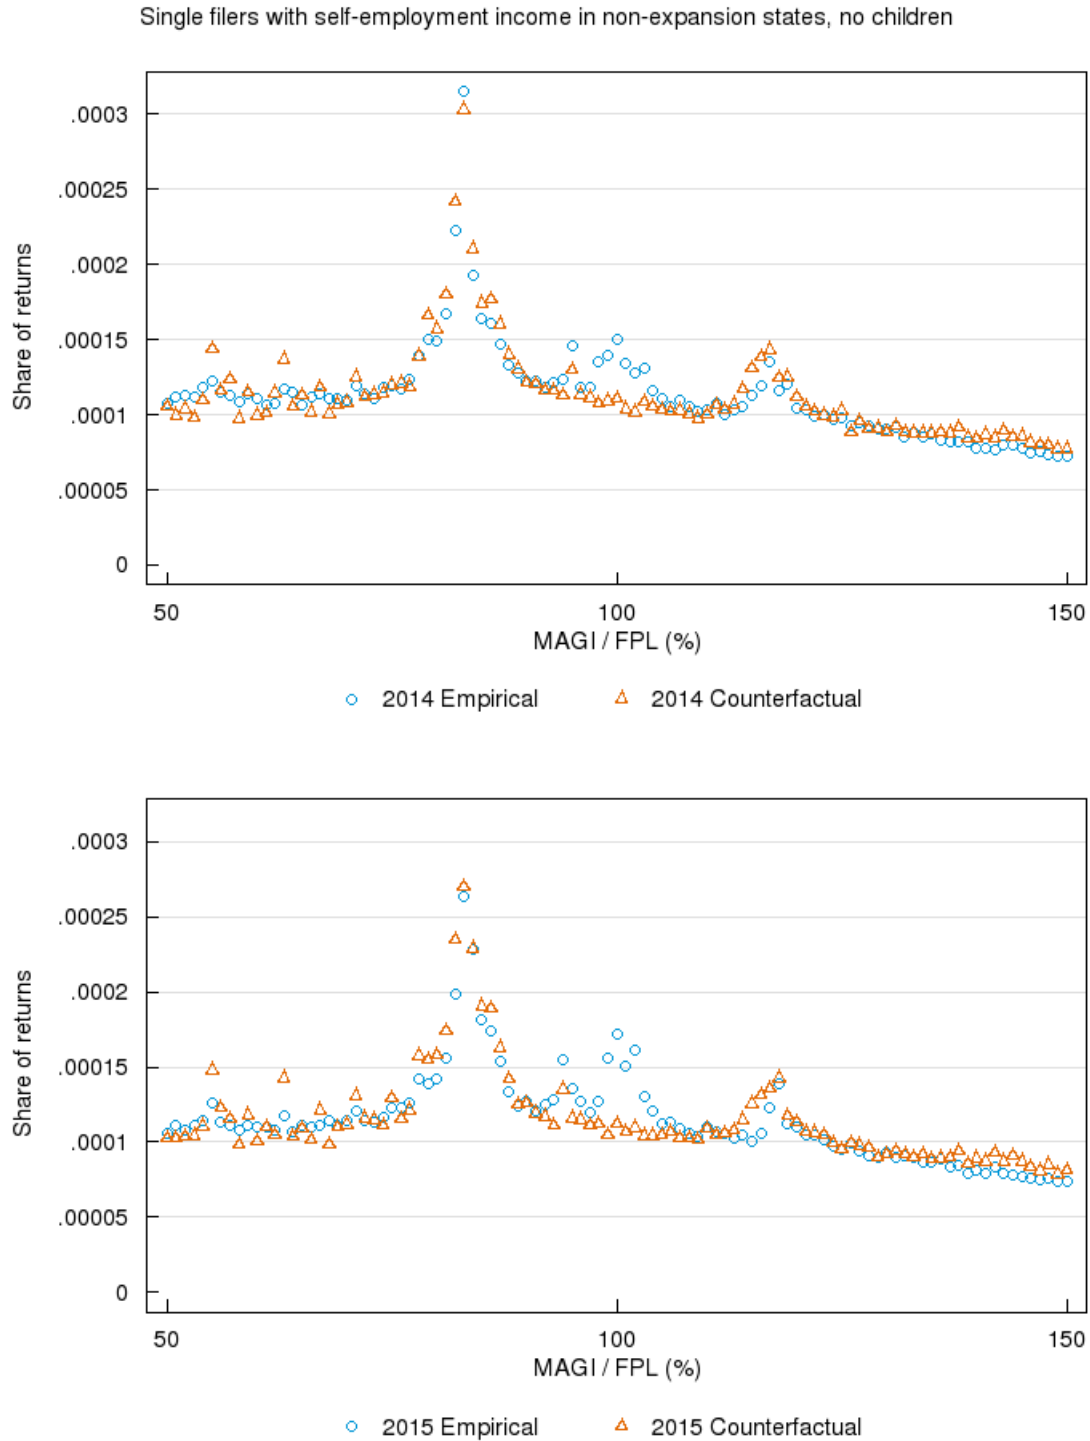 Single filers with self-employment income in non-expansion states, no children
Share of returns
.0003
.00025
.0002
.00015
.0001
.00005
0
50
100
150
MAGI / FPL (%)
2014 Empirical
2014 Counterfactual
Share of returns
.0003
.00025
.0002
.00015
.0001
.00005
0
50
100
150
MAGI / FPL (%)
2015 Empirical
2015 Counterfactual